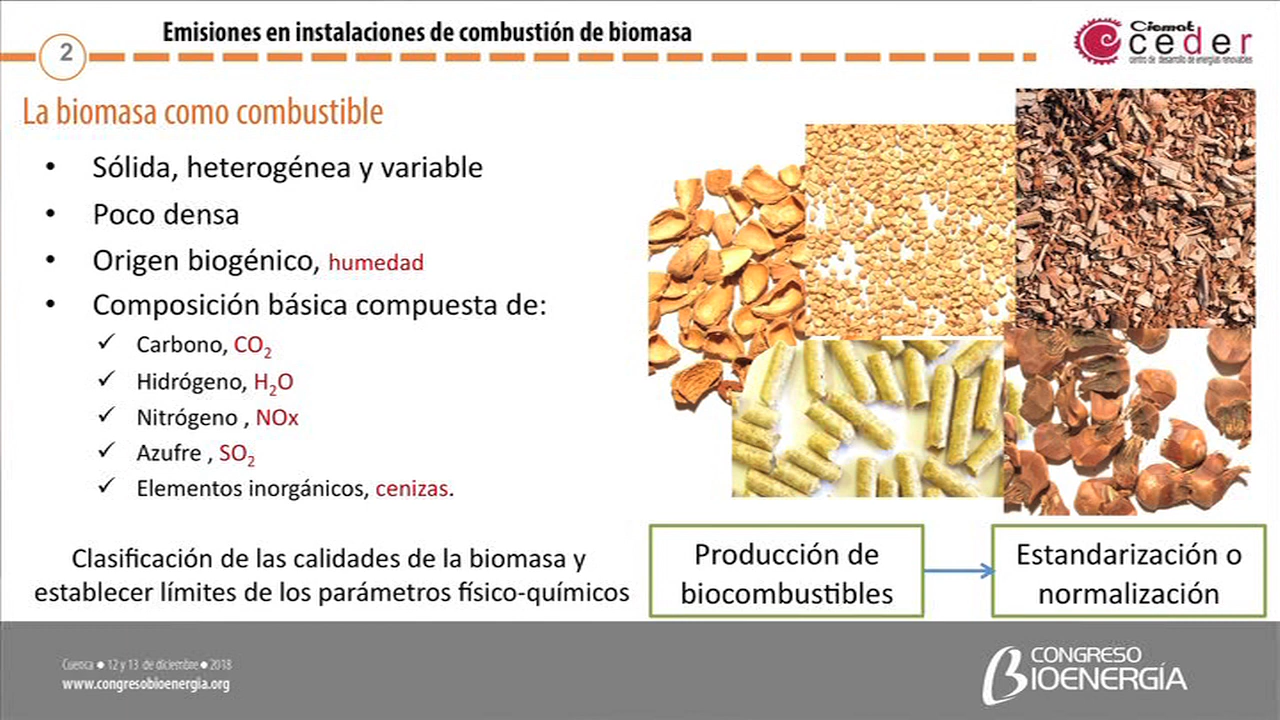 Emisiones en instalaciones de combustión de biomasa
2
Ciemat
ceder
centro de desarrollo de energías renovables
La biomasa como combustible
• Sólida, heterogénea y variable
• Poco densa
• Origen biogénico, humedad
• Composición básica compuesta de:
✓ Carbono, CO₂
✓ Hidrógeno, H₂O
✓ Nitrógeno , NOx
✓ Azufre , SO₂
✓ Elementos inorgánicos, cenizas.
Clasificación de las calidades de la biomasa y
establecer límites de los parámetros físico-químicos
Producción de
biocombustibles
Estandarización o
normalización
Cuenca ● 12 y 13 de diciembre ● 2018
www.congresobioenergia.org
CONGRESO
BIOENERGÍA